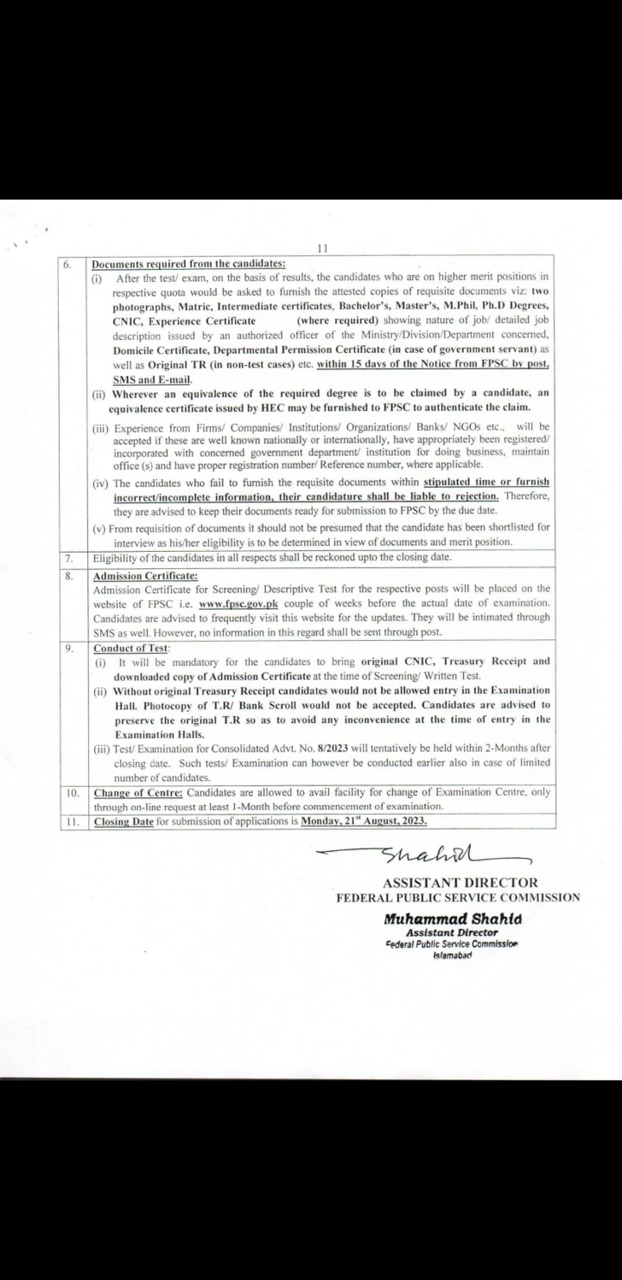 11
6. Documents required from the candidates:
(i) After the test/ exam, on the basis of results, the candidates who are on higher merit positions in
respective quota would be asked to furnish the attested copies of requisite documents viz: two
photographs, Matric, Intermediate certificates, Bachelor's, Master's, M.Phil, Ph.D Degrees,
CNIC, Experience Certificate (where required) showing nature of job/ detailed job
description issued by an authorized officer of the Ministry/Division/Department concerned,
Domicile Certificate, Departmental Permission Certificate (in case of government servant) as
well as Original TR (in non-test cases) etc. within 15 days of the Notice from FPSC by post,
SMS and E-mail.
(ii) Wherever an equivalence of the required degree is to be claimed by a candidate, an
equivalence certificate issued by HEC may be furnished to FPSC to authenticate the claim.
(iii) Experience from Firms/ Companies/ Institutions/ Organizations/ Banks/ NGOs etc., will be
accepted if these are well known nationally or internationally, have appropriately been registered/
incorporated with concerned government department/ institution for doing business, maintain
office (s) and have proper registration number/ Reference number, where applicable.
(iv) The candidates who fail to furnish the requisite documents within stipulated time or furnish
incorrect/incomplete information, their candidature shall be liable to rejection. Therefore,
they are advised to keep their documents ready for submission to FPSC by the due date.
(v) From requisition of documents it should not be presumed that the candidate has been shortlisted for
interview as his/her eligibility is to be determined in view of documents and merit position.
7. Eligibility of the candidates in all respects shall be reckoned upto the closing date.
8. Admission Certificate:
Admission Certificate for Screening/ Descriptive Test for the respective posts will be placed on the
website of FPSC i.e. www.fpsc.gov.pk couple of weeks before the actual date of examination.
Candidates are advised to frequently visit this website for the updates. They will be intimated through
SMS as well. However, no information in this regard shall be sent through post.
9. Conduct of Test:
(i) It will be mandatory for the candidates to bring original CNIC, Treasury Receipt and
downloaded copy of Admission Certificate at the time of Screening/ Written Test.
(ii) Without original Treasury Receipt candidates would not be allowed entry in the Examination
Hall. Photocopy of T.R/ Bank Scroll would not be accepted. Candidates are advised to
preserve the original T.R so as to avoid any inconvenience at the time of entry in the
Examination Halls.
(iii) Test/ Examination for Consolidated Advt. No. 8/2023 will tentatively be held within 2-Months after
closing date. Such tests/ Examination can however be conducted earlier also in case of limited
number of candidates.
10. Change of Centre: Candidates are allowed to avail facility for change of Examination Centre, only
through on-line request at least 1-Month before commencement of examination.
11. Closing Date for submission of applications is Monday, 21st August, 2023.
Shahid
ASSISTANT DIRECTOR
FEDERAL PUBLIC SERVICE COMMISSION
Muhammad Shahid
Assistant Director
Federal Public Service Commission
Islamabad